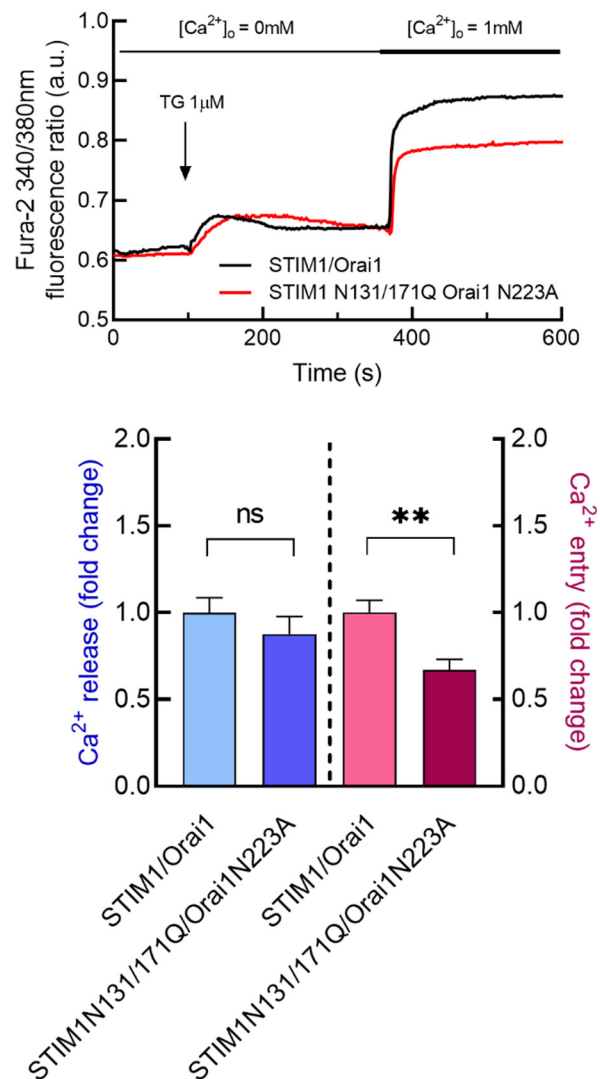 [Ca²⁺]ₒ = 0mM
[Ca²⁺]ₒ = 1mM
1.0
0.9
0.8
0.7
0.6
0.5
Fura-2 340/380nm
fluorescence ratio (a.u.)
TG 1μM
STIM1/Orai1
STIM1 N131/171Q Orai1 N223A
0
200
400
600
Time (s)
2.0
1.5
1.0
0.5
0.0
Ca²⁺ release (fold change)
ns
**
2.0
1.5
1.0
0.5
0.0
Ca²⁺ entry (fold change)
STIM1/Orai1
STIM1N131/171Q/Orai1N223A
STIM1/Orai1
STIM1N131/171Q/Orai1N223A